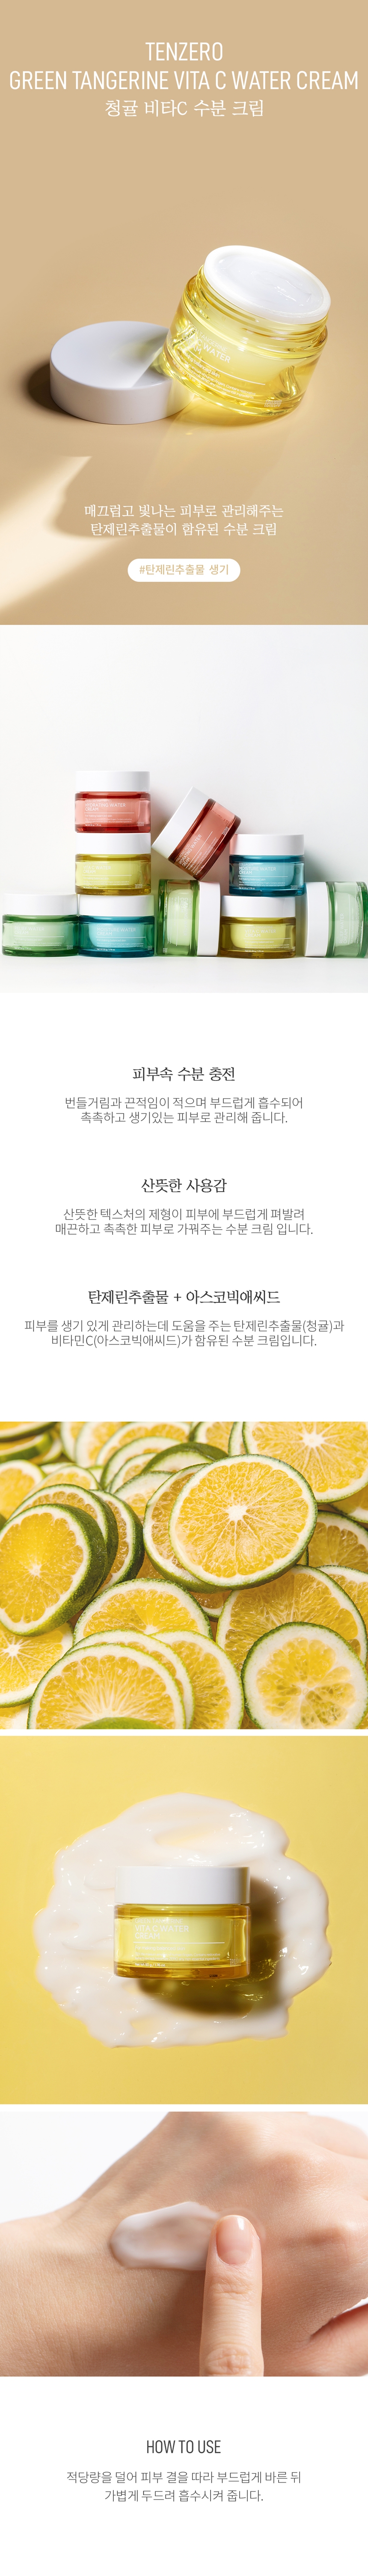 TENZERO
GREEN TANGERINE VITA C WATER CREAM
청귤 비타C 수분 크림
매끄럽고 빛나는 피부로 관리해주는
탄제린추출물이 함유된 수분 크림
#탄제린추출물 생기
피부속 수분 충전
번들거림과 끈적임이 적으며 부드럽게 흡수되어
촉촉하고 생기있는 피부로 관리해 줍니다.
산뜻한 사용감
산뜻한 텍스처의 제형이 피부에 부드럽게 펴발려
매끈하고 촉촉한 피부로 가꿔주는 수분 크림 입니다.
탄제린추출물 + 아스코빅애씨드
피부를 생기 있게 관리하는데 도움을 주는 탄제린추출물(청귤)과
비타민C(아스코빅애씨드)가 함유된 수분 크림입니다.
VITA C WATER
CREAM
HOW TO USE
적당량을 덜어 피부 결을 따라 부드럽게 바른 뒤
가볍게 두드려 흡수시켜 줍니다.